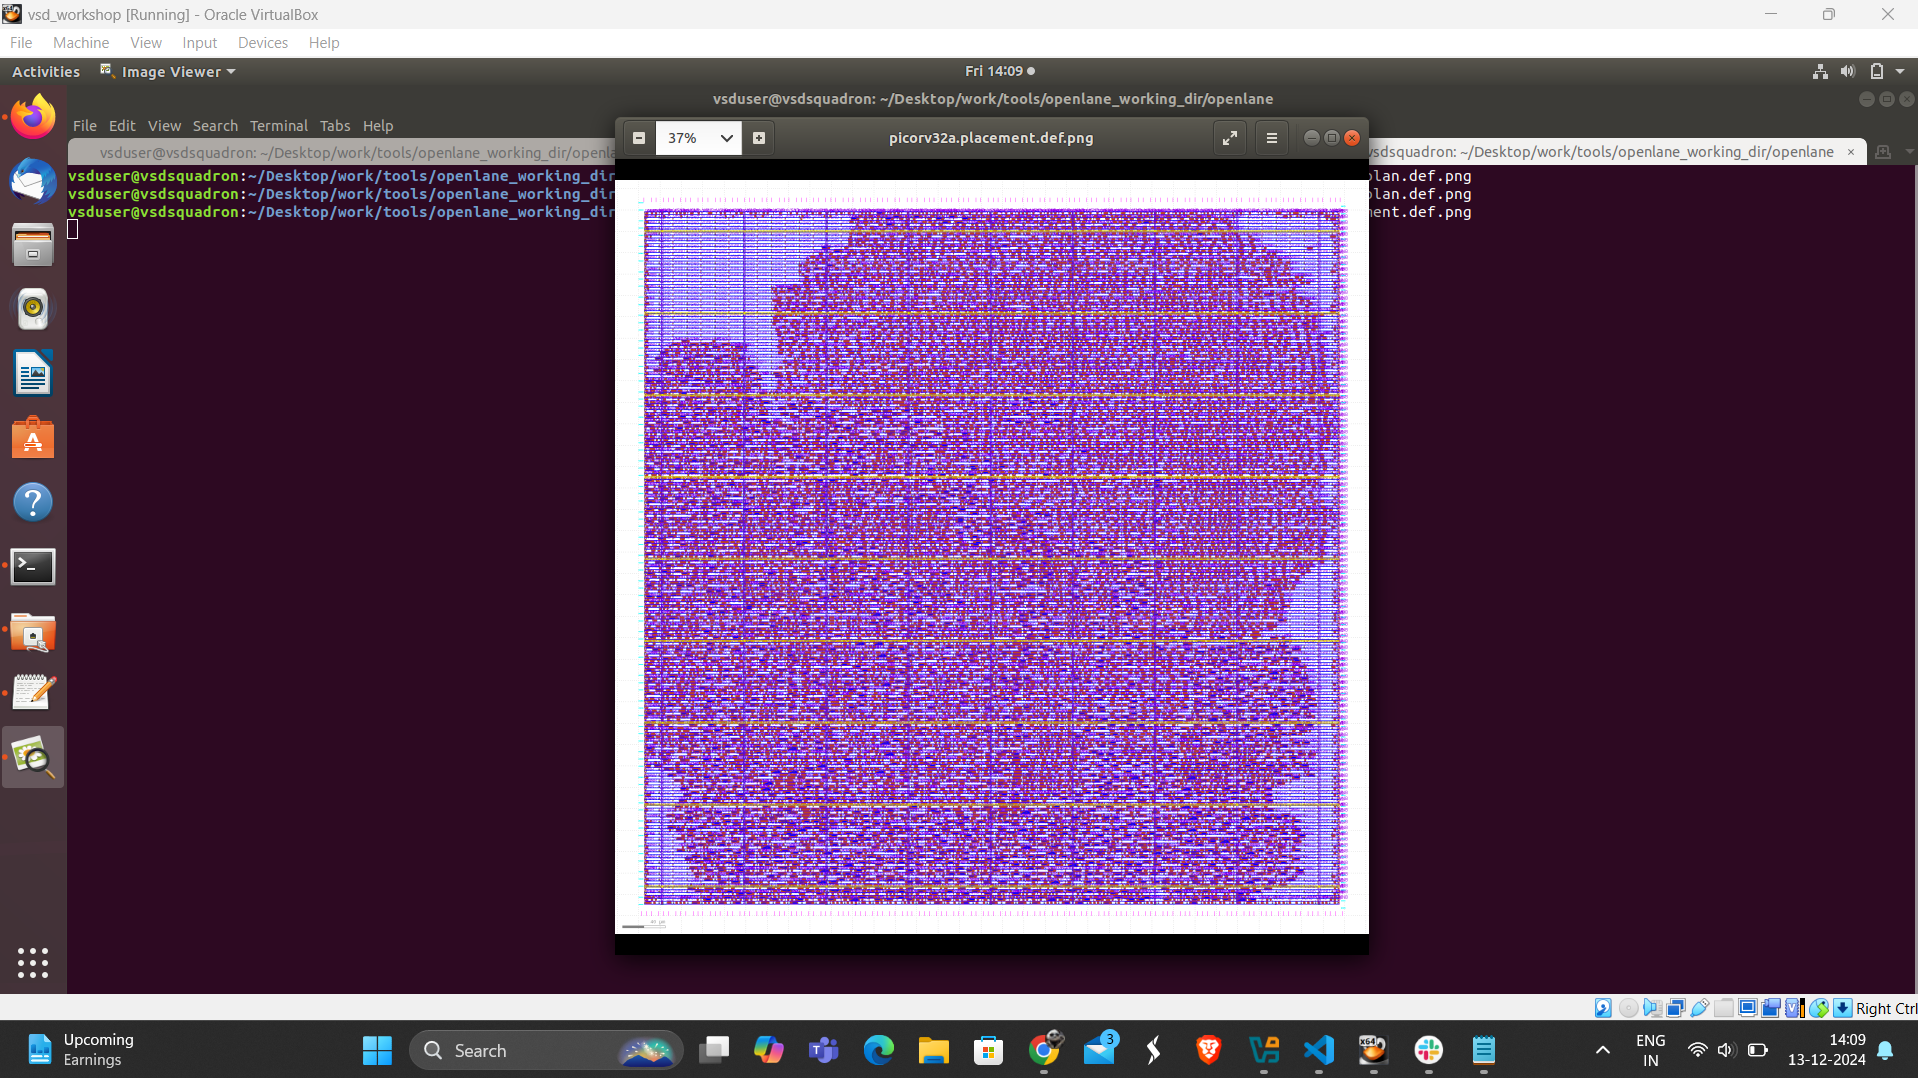 vsd_workshop [Running] - Oracle VirtualBox
File Machine View Input Devices Help
Activities Image Viewer Fri 14:09
vsduser@vsdsquadron: ~/Desktop/work/tools/openlane_working_dir/openlane
File Edit View Search Terminal Tabs Help
37% picorv32a.placement.def.png
vsduser@vsdsquadron: ~/Desktop/work/tools/openlane_working_dir/openla
vsdsquadron: ~/Desktop/work/tools/openlane_working_dir/openlane
vsduser@vsdsquadron:~/Desktop/work/tools/openlane_working_dir lan.def.png
vsduser@vsdsquadron:~/Desktop/work/tools/openlane_working_dir lan.def.png
vsduser@vsdsquadron:~/Desktop/work/tools/openlane_working_dir ment.def.png
Right Ctrl
Upcoming
Earnings
Search
3
ENG
IN
14:09
13-12-2024